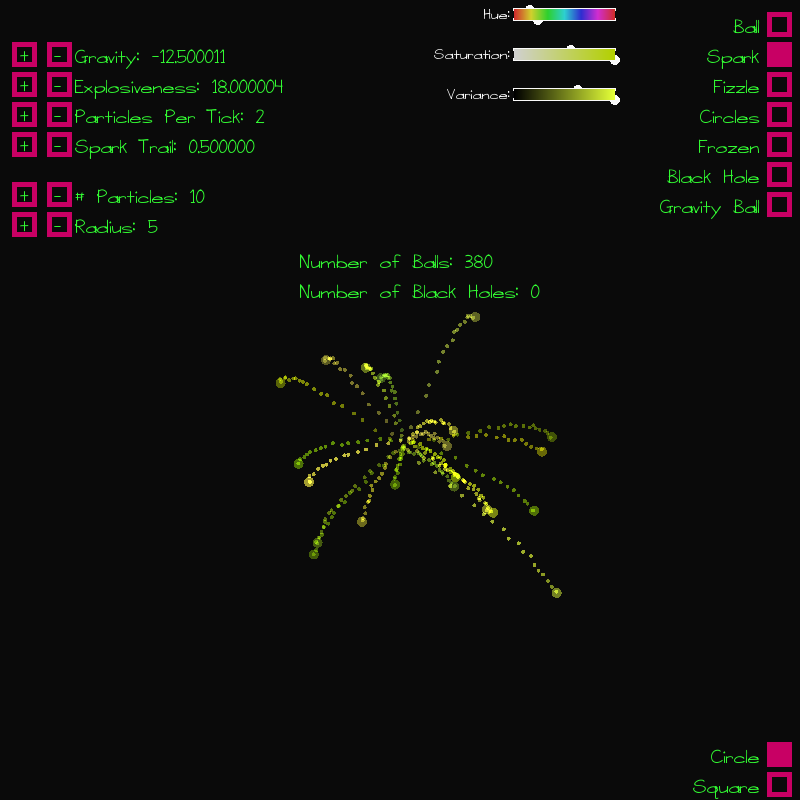 Hue:
Saturation:
Variance:
+ - Gravity: -12.500011
+ - Explosiveness: 18.000004
+ - Particles Per Tick: 2
+ - Spark Trail: 0.500000
+ - # Particles: 10
+ - Radius: 5
Ball
Spark
Fizzle
Circles
Frozen
Black Hole
Gravity Ball
Number of Balls: 380
Number of Black Holes: 0
Circle
Square